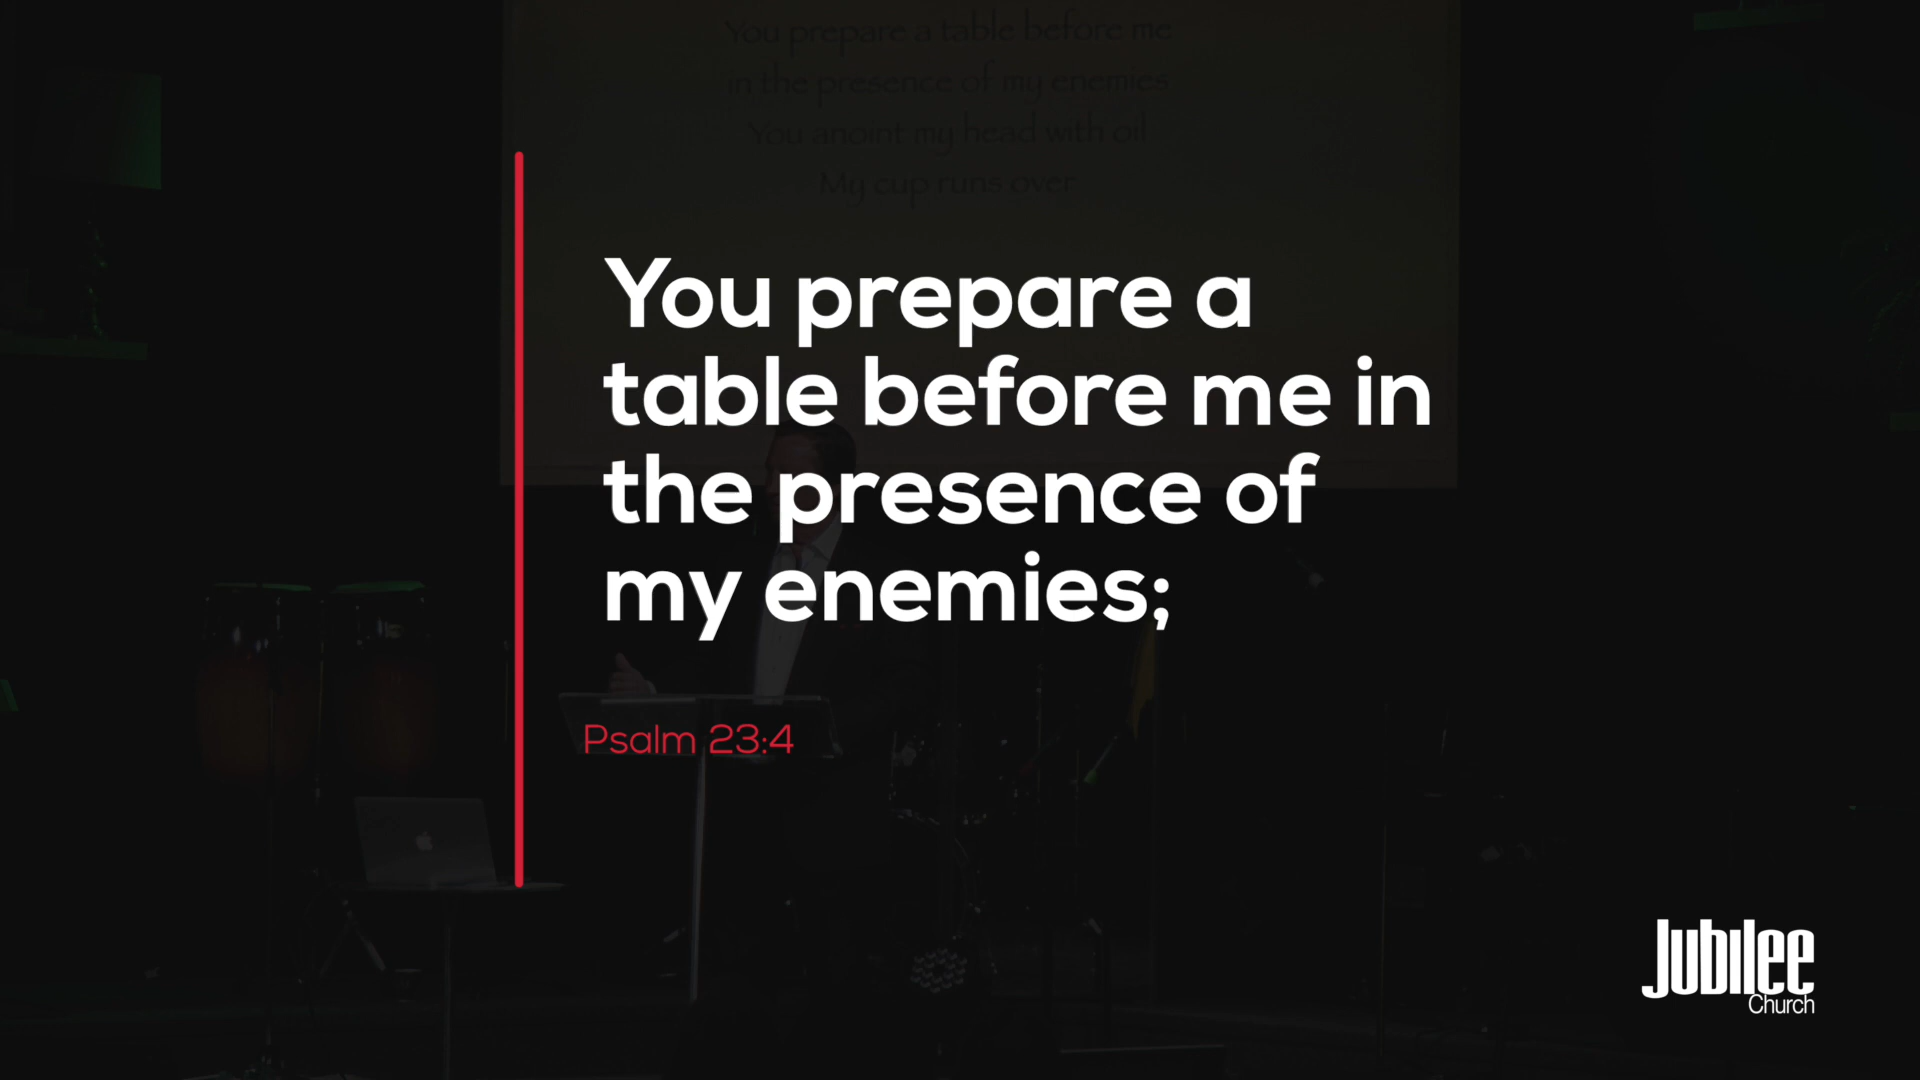 You prepare a table before me
in the presence of my enemies
You anoint my head with oil
My cup runs over
You prepare a
table before me in
the presence of
my enemies;
Psalm 23:4
Jubilee
Church